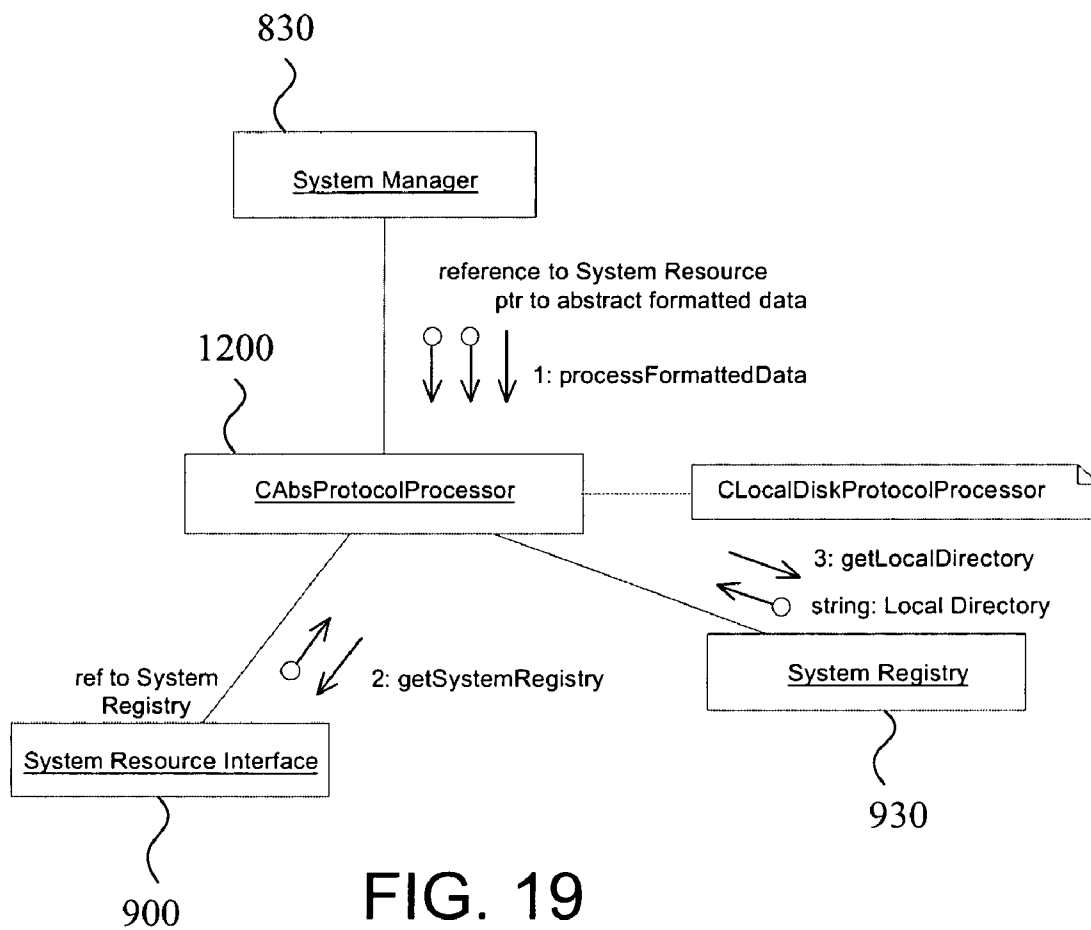 830
System Manager
reference to System Resource
ptr to abstract formatted data
1200
1: processFormattedData
CAbsProtocolProcessor
CLocalDiskProtocolProcessor
3: getLocalDirectory
string: Local Directory
ref to System
Registry
2: getSystemRegistry
System Registry
System Resource Interface
930
900
FIG. 19